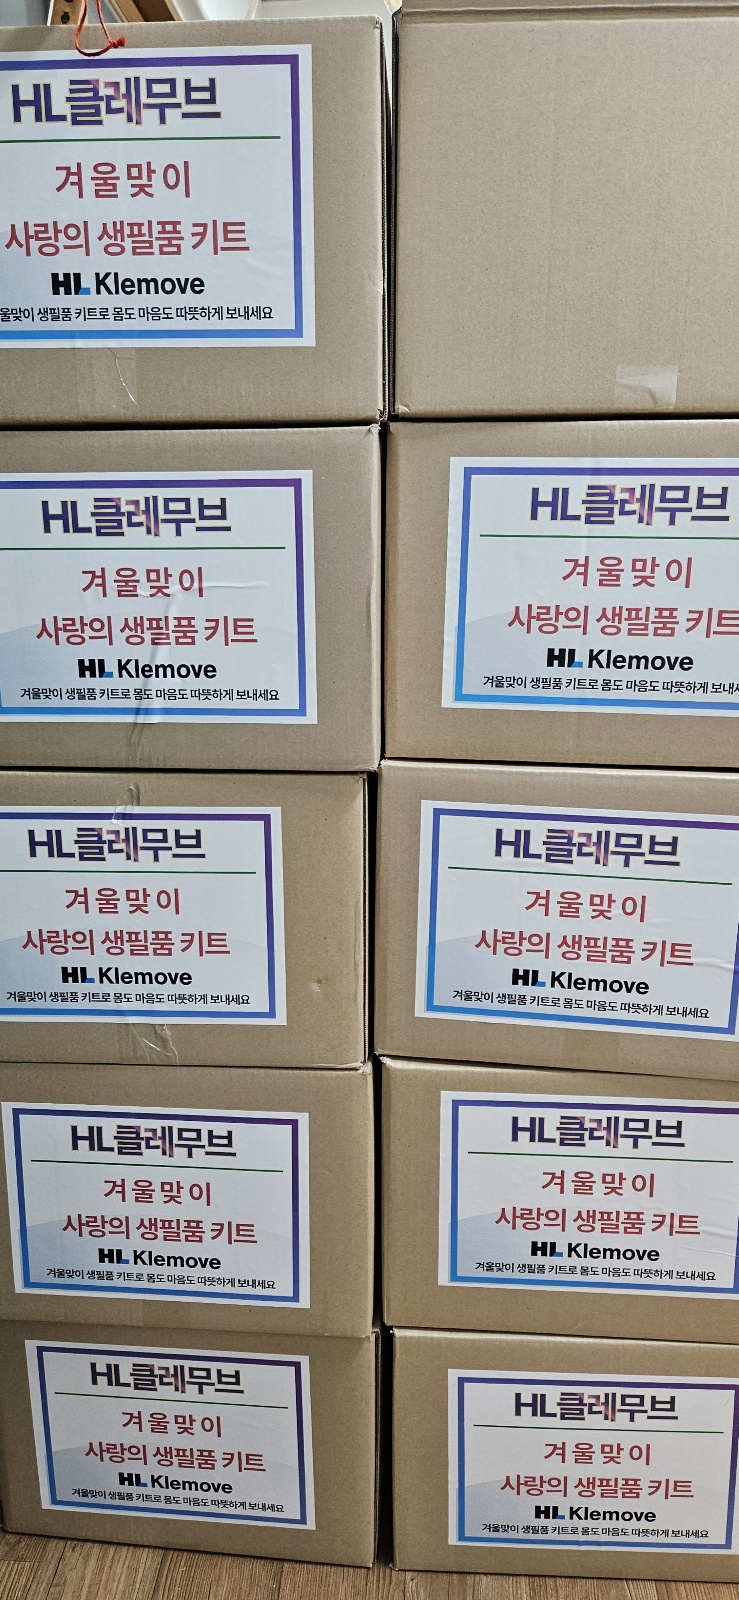 HL클레무브
겨울맞이
사랑의 생필품 키트
HL Klemove
울맞이 생필품 키트로 몸도 마음도 따뜻하게 보내세요
HL클레무브
겨울맞이
사랑의 생필품 키트
HL Klemove
겨울맞이 생필품 키트로 몸도 마음도 따뜻하게 보내세요
HL클레무브
겨울맞이
사랑의 생필품 키트
HL Klemove
겨울맞이 생필품 키트로 몸도 마음도 따뜻하게 보내
HL클레무브
겨울맞이
사랑의 생필품 키트
HL Klemove
겨울맞이 생필품 키트로 몸도 마음도 따뜻하게 보내세요
HL클레무브
겨울맞이
사랑의 생필품 키트
HL Klemove
겨울맞이 생필품 키트로 몸도 마음도 따뜻하게 보내세요
HL클레무브
겨울맞이
사랑의 생필품 키트
HL Klemove
겨울맞이 생필품 키트로 몸도 마음도 따뜻하게 보내세요
HL클레무브
겨울맞이
사랑의 생필품 키트
HL Klemove
겨울맞이 생필품 키트로 몸도 마음도 따뜻하게 보내세요
HL클레무브
겨울맞이
사랑의 생필품 키트
HL Klemove
겨울맞이 생필품 키트로 몸도 마음도 따뜻하게 보내세요
HL클레무브
겨울맞이
사랑의 생필품 키트
HL Klemove
겨울맞이 생필품 키트로 몸도 마음도 따뜻하게 보내세요